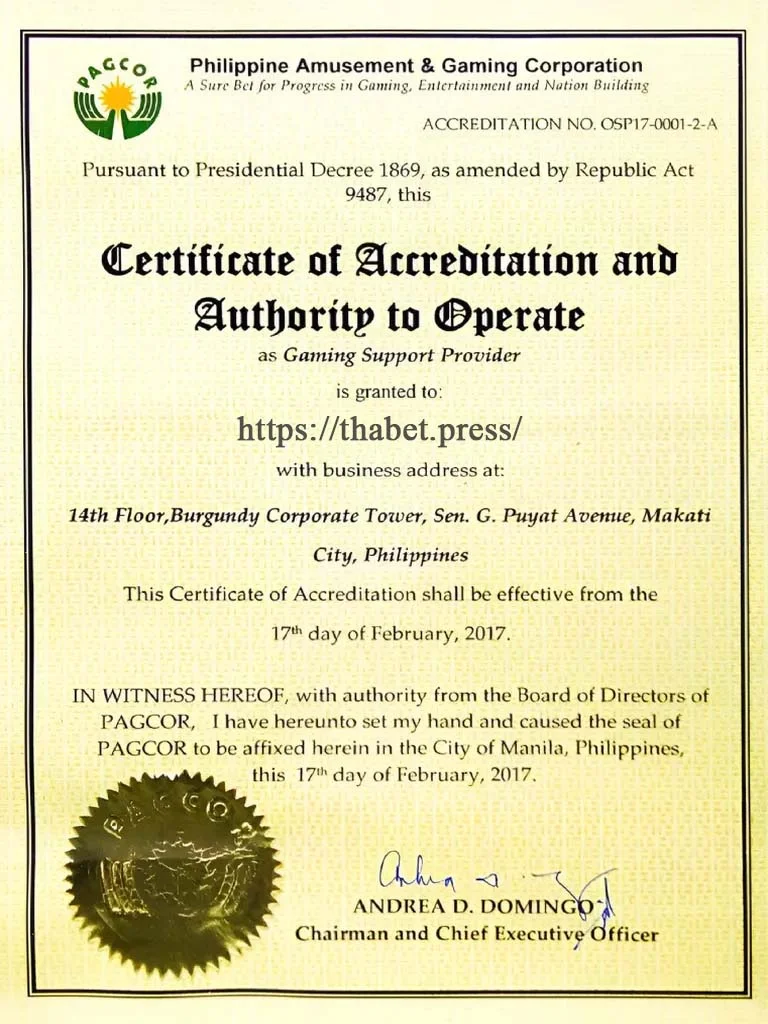 PAGCOR
Philippine Amusement & Gaming Corporation
A Sure Bet for Progress in Gaming, Entertainment and Nation Building
ACCREDITATION NO. OSP17-0001-2-A
Pursuant to Presidential Decree 1869, as amended by Republic Act
9487, this
Certificate of Accreditation and
Authority to Operate
as Gaming Support Provider
is granted to:
https://thabet.press/
with business address at:
14th Floor,Burgundy Corporate Tower, Sen. G. Puyat Avenue, Makati
City, Philippines
This Certificate of Accreditation shall be effective from the
17th day of February, 2017.
IN WITNESS HEREOF, with authority from the Board of Directors of
PAGCOR, I have hereunto set my hand and caused the seal of
PAGCOR to be affixed herein in the City of Manila, Philippines,
this 17th day of February, 2017.
PAGCOR
ANDREA D. DOMINGO
Chairman and Chief Executive Officer